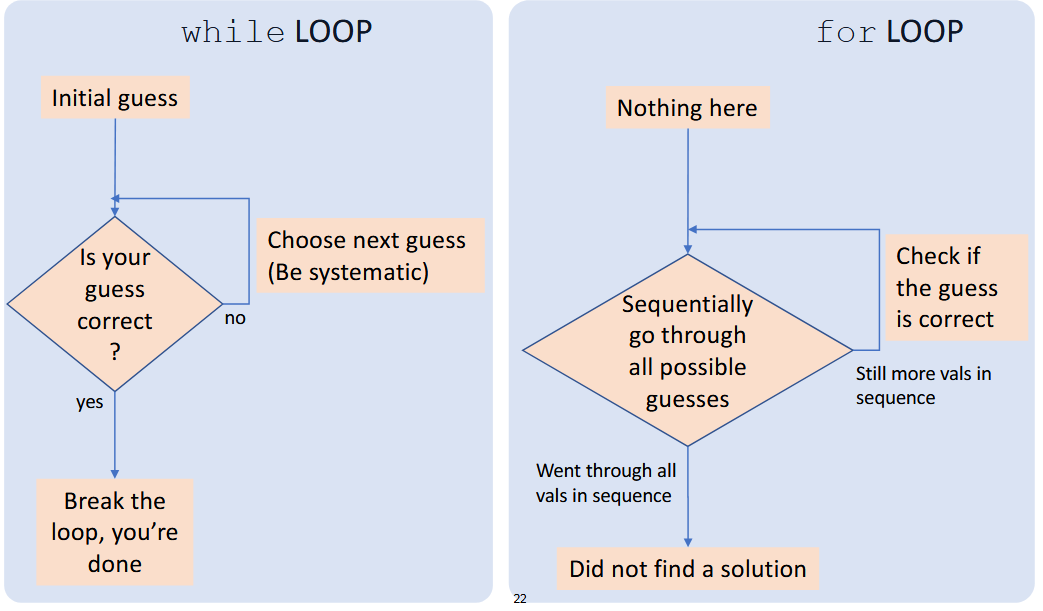 while LOOP
Initial guess
Is your
guess
correct
?
Choose next guess
(Be systematic)
no
yes
Break the
loop, you’re
done
for LOOP
Nothing here
Sequentially
go through
all possible
guesses
Check if
the guess
is correct
Still more vals in
sequence
Went through all
vals in sequence
Did not find a solution
22